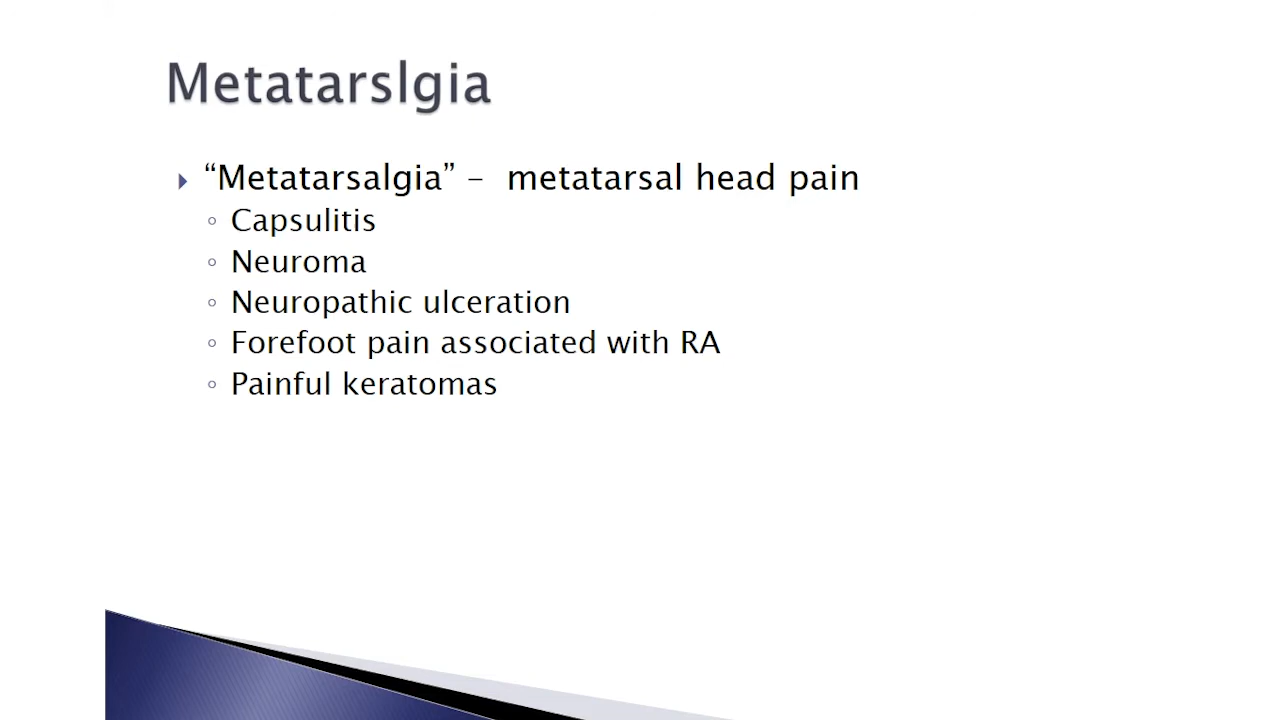 Metatarslgia
“Metatarsalgia” – metatarsal head pain
Capsulitis
Neuroma
Neuropathic ulceration
Forefoot pain associated with RA
Painful keratomas